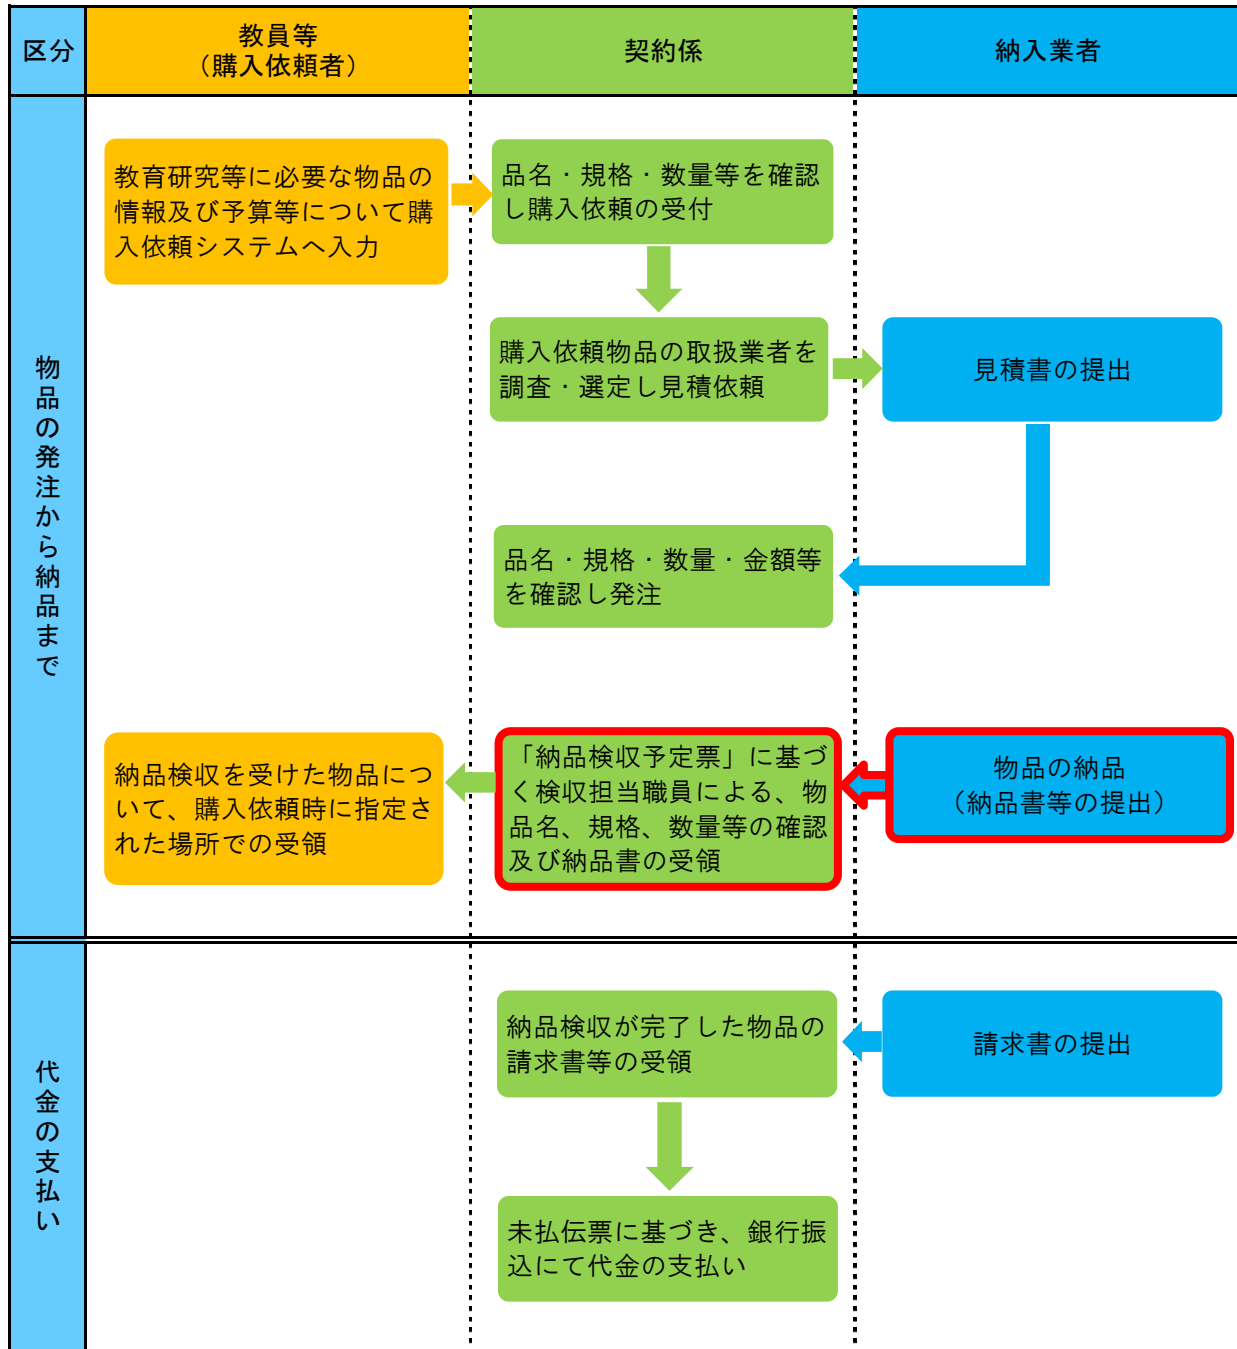 区分
教員等
（購入依頼者）
契約係
納入業者
物品の発注から納品まで
教育研究等に必要な物品の
情報及び予算等について購
入依頼システムへ入力
品名・規格・数量等を確認
し購入依頼の受付
購入依頼物品の取扱業者を
調査・選定し見積依頼
見積書の提出
品名・規格・数量・金額等
を確認し発注
物品の納品
（納品書等の提出）
「納品検収予定票」に基づ
く検収担当職員による、物
品名、規格、数量等の確認
及び納品書の受領
納品検収を受けた物品につ
いて、購入依頼時に指定さ
れた場所での受領
代金の支払い
請求書の提出
納品検収が完了した物品の
請求書等の受領
未払伝票に基づき、銀行振
込にて代金の支払い